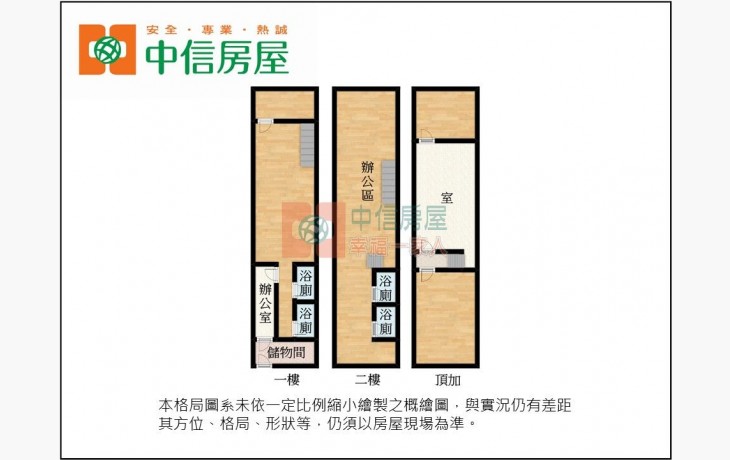 安全・專業・熱誠
中信房屋
辦公區
室
中信房屋
幸福一家人
浴廁
浴廁
辦公室
浴廁
浴廁
儲物間
一樓
二樓
頂加
本格局圖系未依一定比例縮小繪製之概繪圖，與實況仍有差距
其方位、格局、形狀等，仍須以房屋現場為準。